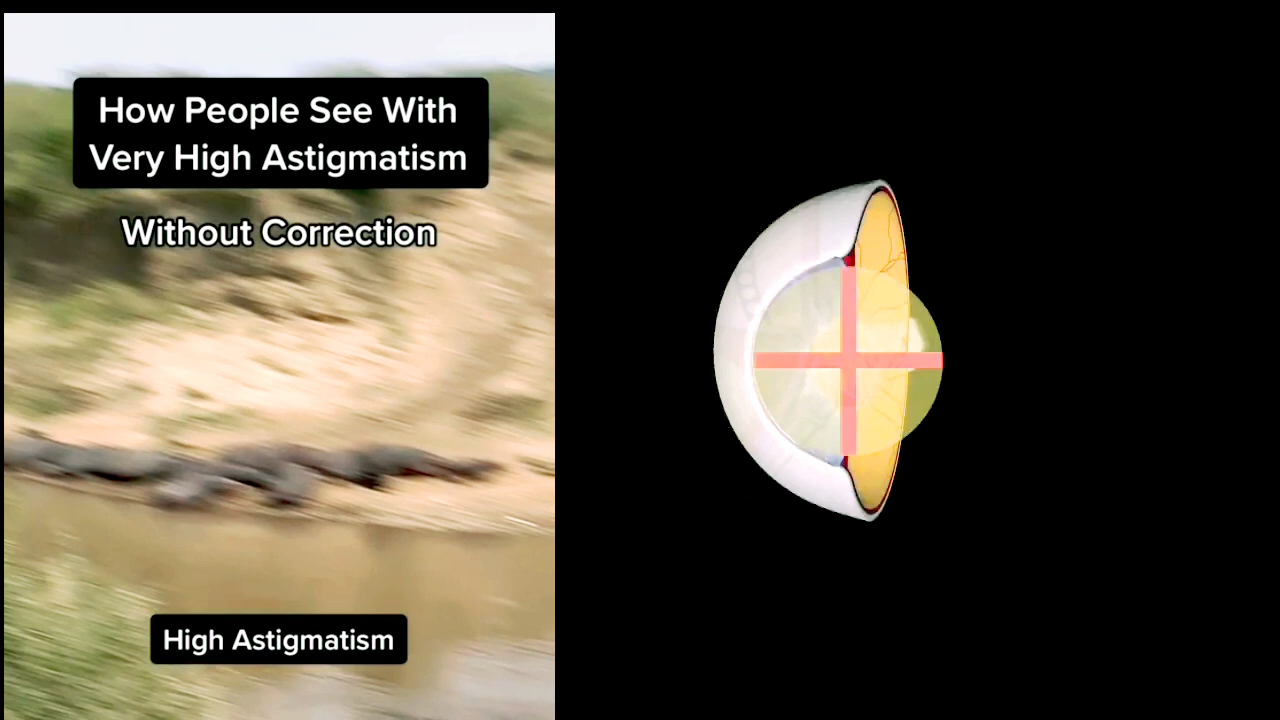 How People See With
Very High Astigmatism
Without Correction
High Astigmatism